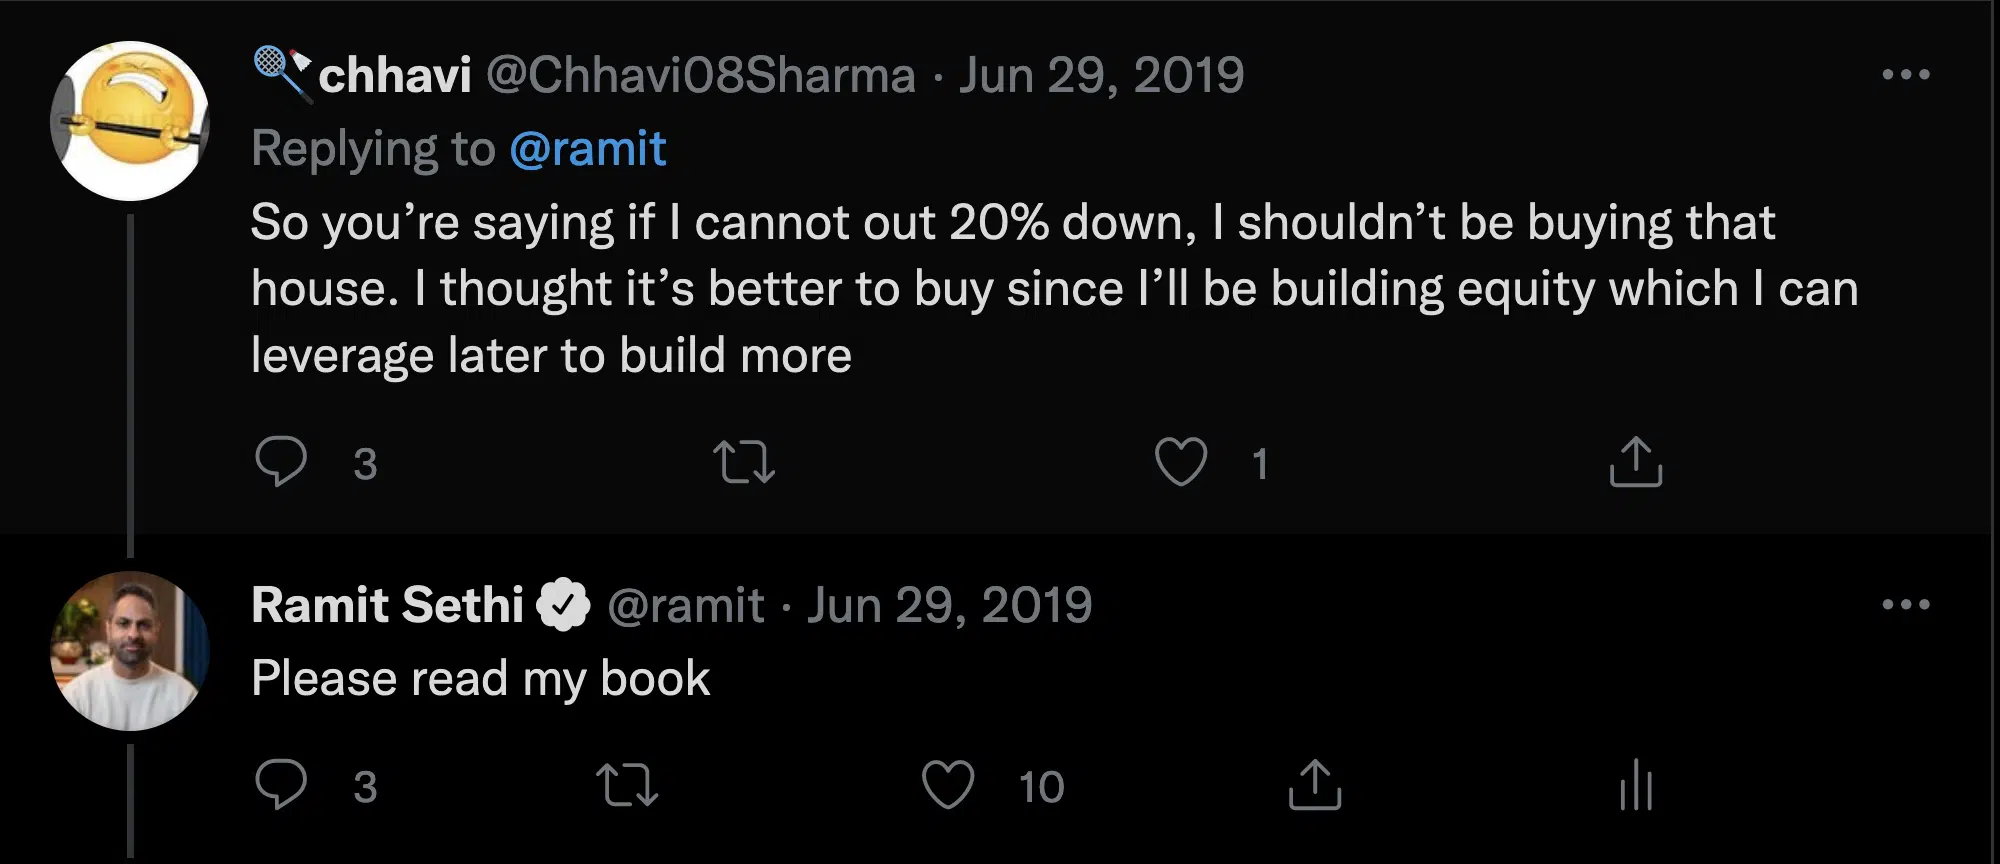 chhavi @Chhavi08Sharma · Jun 29, 2019
Replying to @ramit
So you’re saying if I cannot out 20% down, I shouldn’t be buying that
house. I thought it’s better to buy since I’ll be building equity which I can
leverage later to build more
3 1
Ramit Sethi @ramit · Jun 29, 2019
Please read my book
3 10